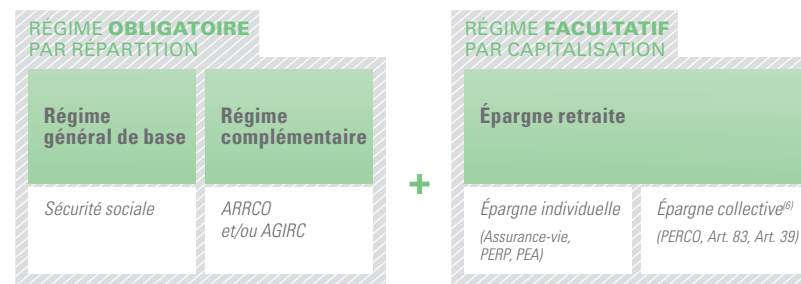 RÉGIME OBLIGATOIRE
PAR RÉPARTITION
Régime
général de base
Régime
complémentaire
Sécurité sociale
ARRCO
et/ou AGIRC
+
RÉGIME FACULTATIF
PAR CAPITALISATION
Épargne retraite
Épargne individuelle
(Assurance-vie,
PERP, PEA)
Épargne collective(6)
(PERCO, Art. 83, Art. 39)